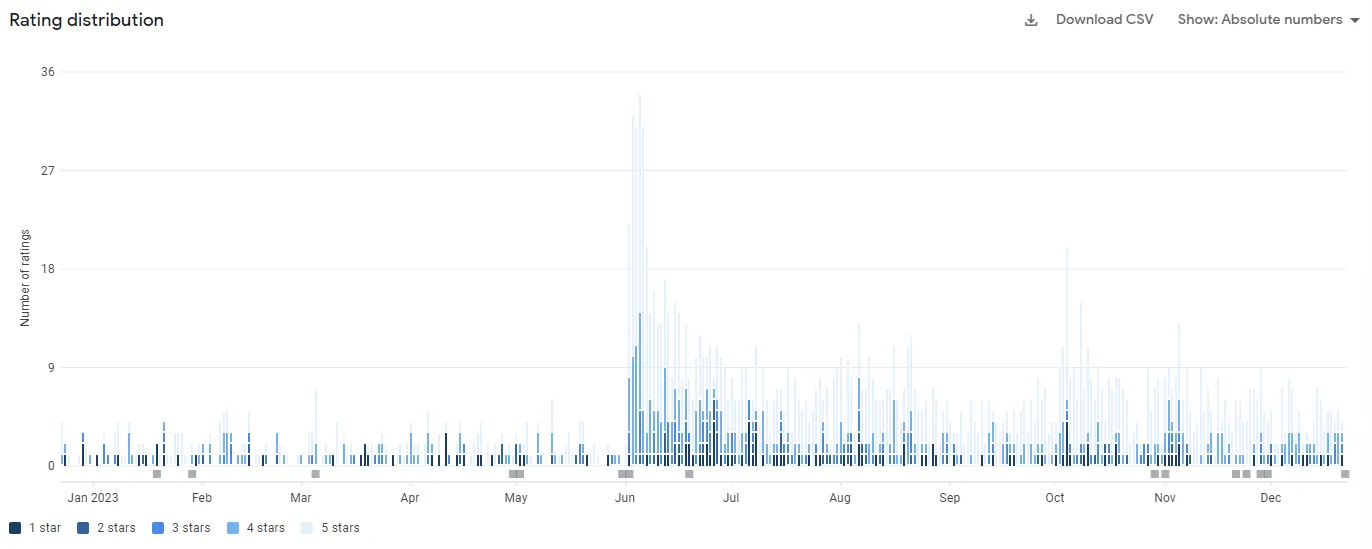 Rating distribution
Download CSV
Show: Absolute numbers
36
27
18
9
0
Number of ratings
Jan 2023
Feb
Mar
Apr
May
Jun
Jul
Aug
Sep
Oct
Nov
Dec
1 star
2 stars
3 stars
4 stars
5 stars